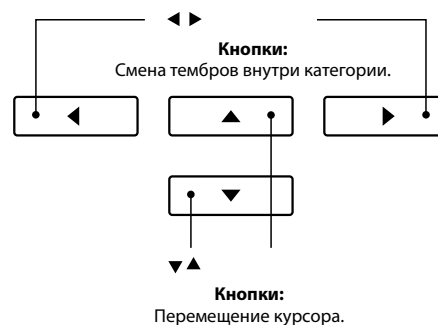 ◀ ▶
Кнопки:
Смена тембров внутри категории.
◀ ▲ ▶
▼
▼▲
Кнопки:
Перемещение курсора.